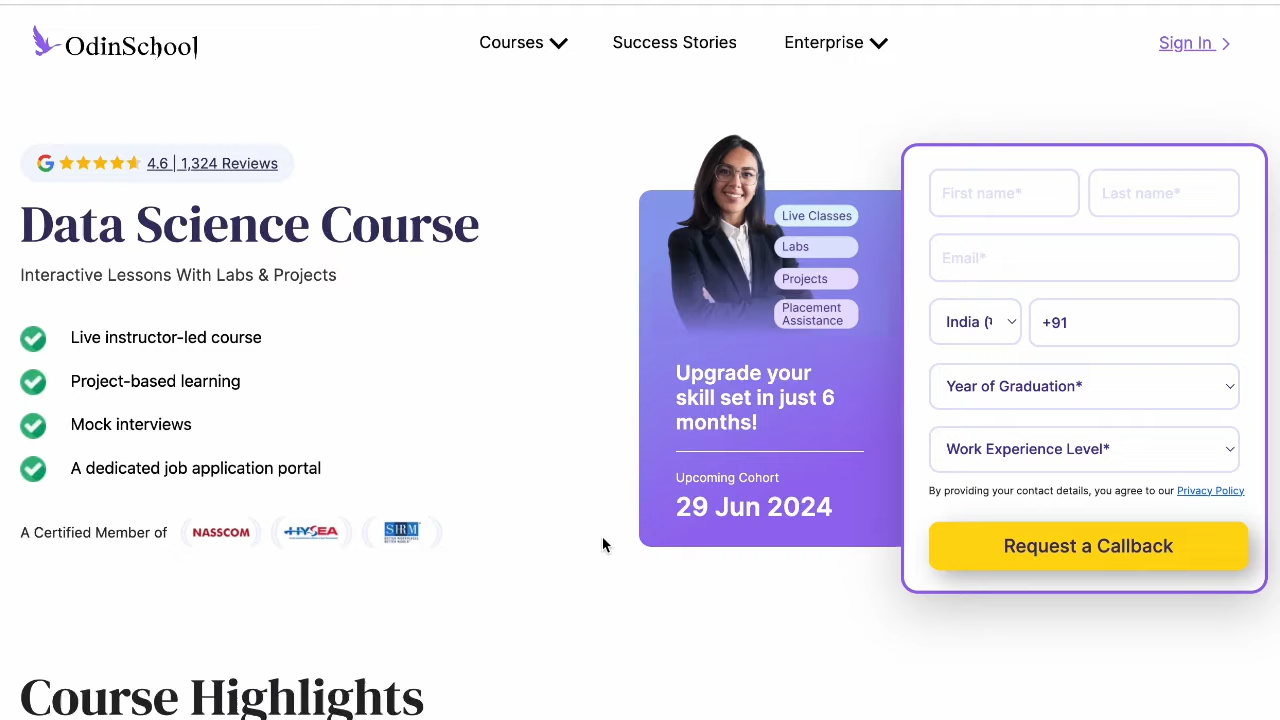 OdinSchool
Courses
Success Stories
Enterprise
Sign In
4.6 | 1,324 Reviews
Data Science Course
Interactive Lessons With Labs & Projects
Live instructor-led course
Project-based learning
Mock interviews
A dedicated job application portal
A Certified Member of
NASSCOM
HYSEA
Live Classes
Labs
Projects
Placement
Assistance
Upgrade your
skill set in just 6
months!
Upcoming Cohort
29 Jun 2024
First name*
Last name*
Email*
India (
+91
Year of Graduation*
Work Experience Level*
By providing your contact details, you agree to our Privacy Policy
Request a Callback
Course Highlights